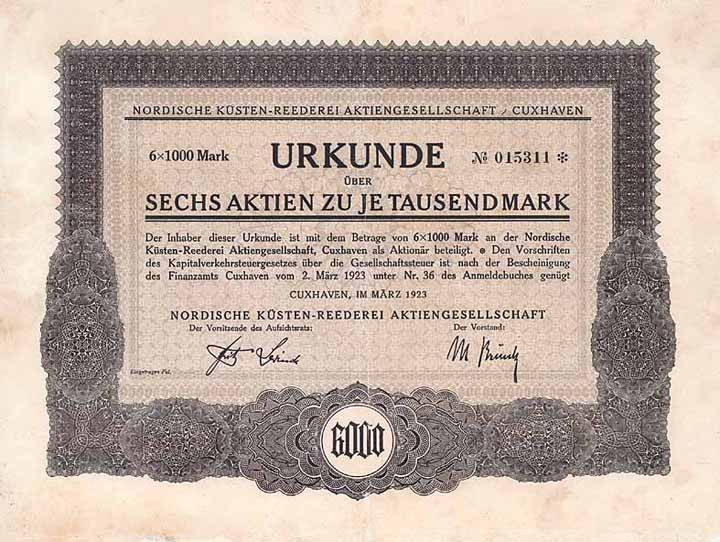 NORDISCHE KÜSTEN-REEDEREI AKTIENGESELLSCHAFT / CUXHAVEN
6×1000 Mark URKUNDE № 015311 *
ÜBER
SECHS AKTIEN ZU JE TAUSEND MARK
Der Inhaber dieser Urkunde ist mit dem Betrage von 6×1000 Mark an der Nordische
Küsten-Reederei Aktiengesellschaft, Cuxhaven als Aktionär beteiligt. * Den Vorschriften
des Kapitalverkehrsteuergesetzes über die Gesellschaftssteuer ist nach der Bescheinigung
des Finanzamts Cuxhaven vom 2. März 1923 unter Nr. 36 des Anmeldebuches genügt
CUXHAVEN, IM MÄRZ 1923
NORDISCHE KÜSTEN-REEDEREI AKTIENGESELLSCHAFT
Der Vorsitzende des Aufsichtsrats: Der Vorstand:
Eingetragen Fol.
6000